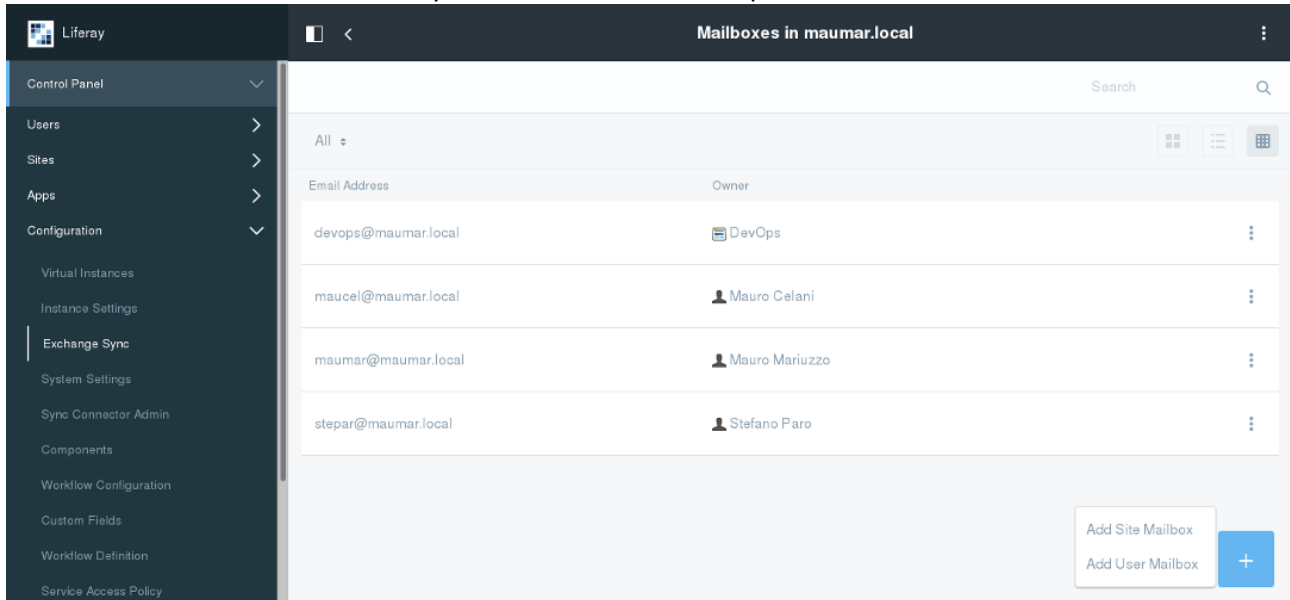 Liferay
Mailboxes in maumar.local
Control Panel
Search
Users
All
Sites
Apps
Email Address
Owner
Configuration
devops@maumar.local
DevOps
Virtual Instances
maucel@maumar.local
Mauro Celani
Instance Settings
Exchange Sync
maumar@maumar.local
Mauro Mariuzzo
System Settings
Sync Connector Admin
stepar@maumar.local
Stefano Paro
Components
Workflow Configuration
Custom Fields
Add Site Mailbox
Workflow Definition
Add User Mailbox
Service Access Policy